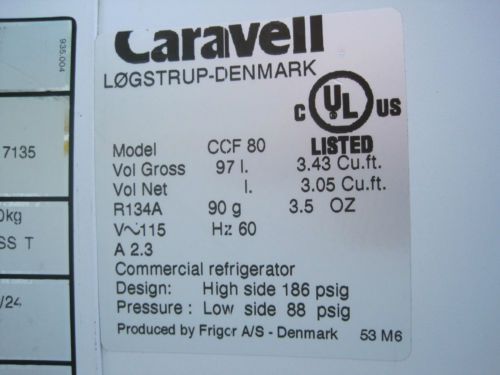 935.004
7135
0kg
SS T
/24
Caravell
LØGSTRUP-DENMARK
C UL US
LISTED
Model CCF 80
Vol Gross 97 l. 3.43 Cu.ft.
Vol Net l. 3.05 Cu.ft.
R134A 90 g 3.5 OZ
V~115 Hz 60
A 2.3
Commercial refrigerator
Design: High side 186 psig
Pressure : Low side 88 psig
Produced by Frigor A/S - Denmark 53 M6